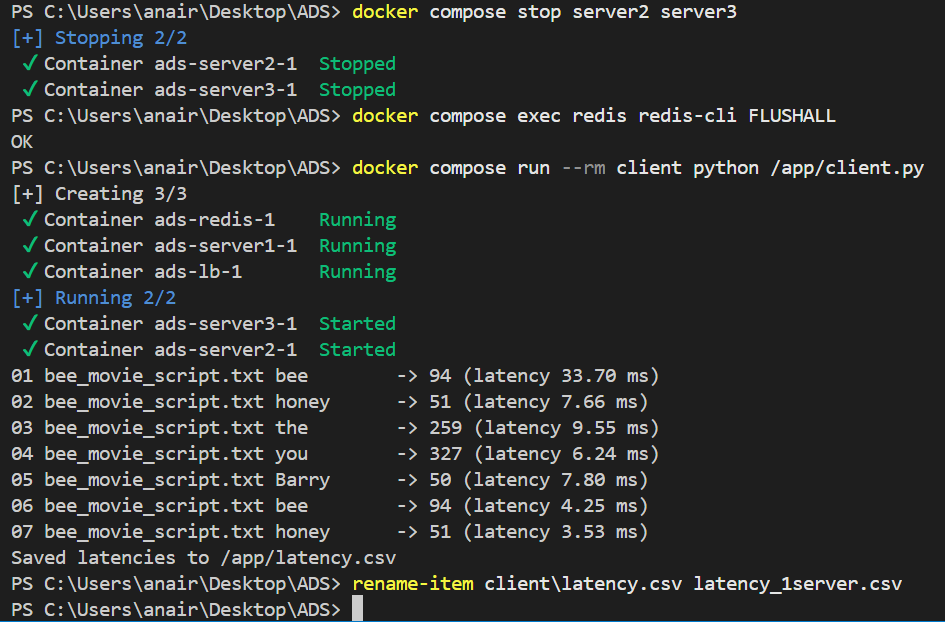 PS C:\Users\anair\Desktop\ADS> docker compose stop server2 server3
[+] Stopping 2/2
✓ Container ads-server2-1 Stopped
✓ Container ads-server3-1 Stopped
PS C:\Users\anair\Desktop\ADS> docker compose exec redis redis-cli FLUSHALL
OK
PS C:\Users\anair\Desktop\ADS> docker compose run --rm client python /app/client.py
[+] Creating 3/3
✓ Container ads-redis-1 Running
✓ Container ads-server1-1 Running
✓ Container ads-lb-1 Running
[+] Running 2/2
✓ Container ads-server3-1 Started
✓ Container ads-server2-1 Started
01 bee_movie_script.txt bee -> 94 (latency 33.70 ms)
02 bee_movie_script.txt honey -> 51 (latency 7.66 ms)
03 bee_movie_script.txt the -> 259 (latency 9.55 ms)
04 bee_movie_script.txt you -> 327 (latency 6.24 ms)
05 bee_movie_script.txt Barry -> 50 (latency 7.80 ms)
06 bee_movie_script.txt bee -> 94 (latency 4.25 ms)
07 bee_movie_script.txt honey -> 51 (latency 3.53 ms)
Saved latencies to /app/latency.csv
PS C:\Users\anair\Desktop\ADS> rename-item client\latency.csv latency_1server.csv
PS C:\Users\anair\Desktop\ADS>